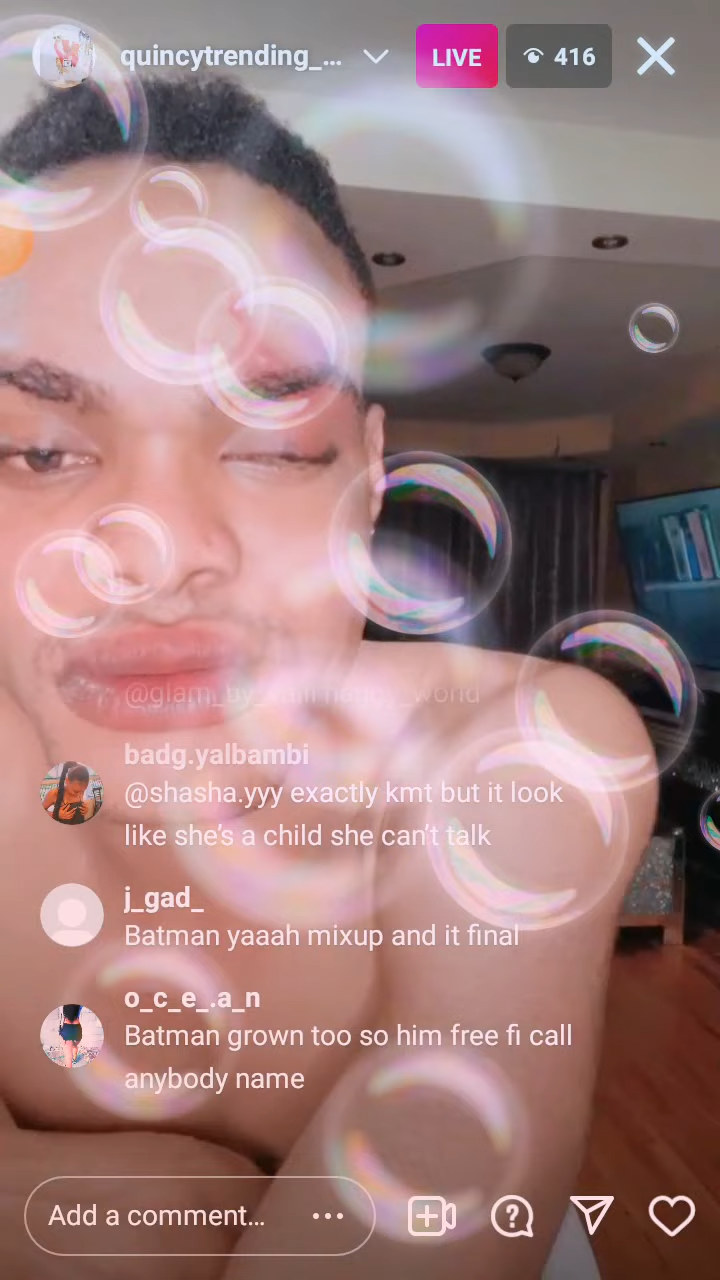 quincytrending_...
LIVE
416
badg.yalbambi
@shasha.yyy exactly kmt but it look
like she's a child she can't talk
j_gad_
Batman yaaah mixup and it final
o_c_e_.a_n
Batman grown too so him free fi call
anybody name
Add a comment...